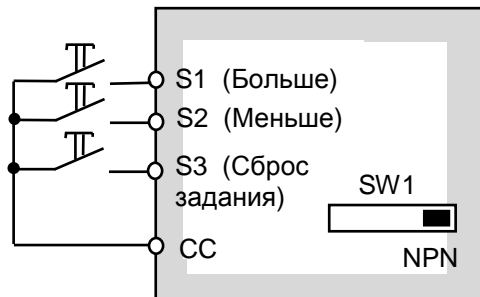 S1 (Больше)
S2 (Меньше)
S3 (Сброс
задания)
SW1
CC
NPN